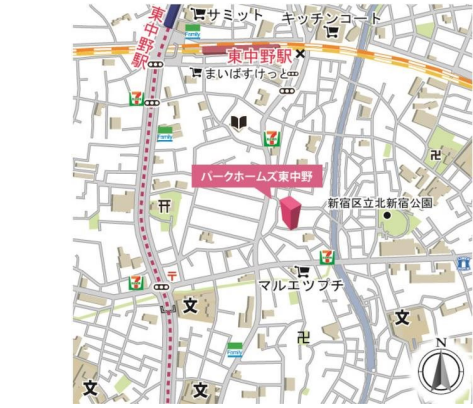 サミット
キッチンコート
東中野駅
Family
東中野駅
まいばすけっと
Family
パークホームズ東中野
新宿区立北新宿公園
マルエツプチ
Family
N